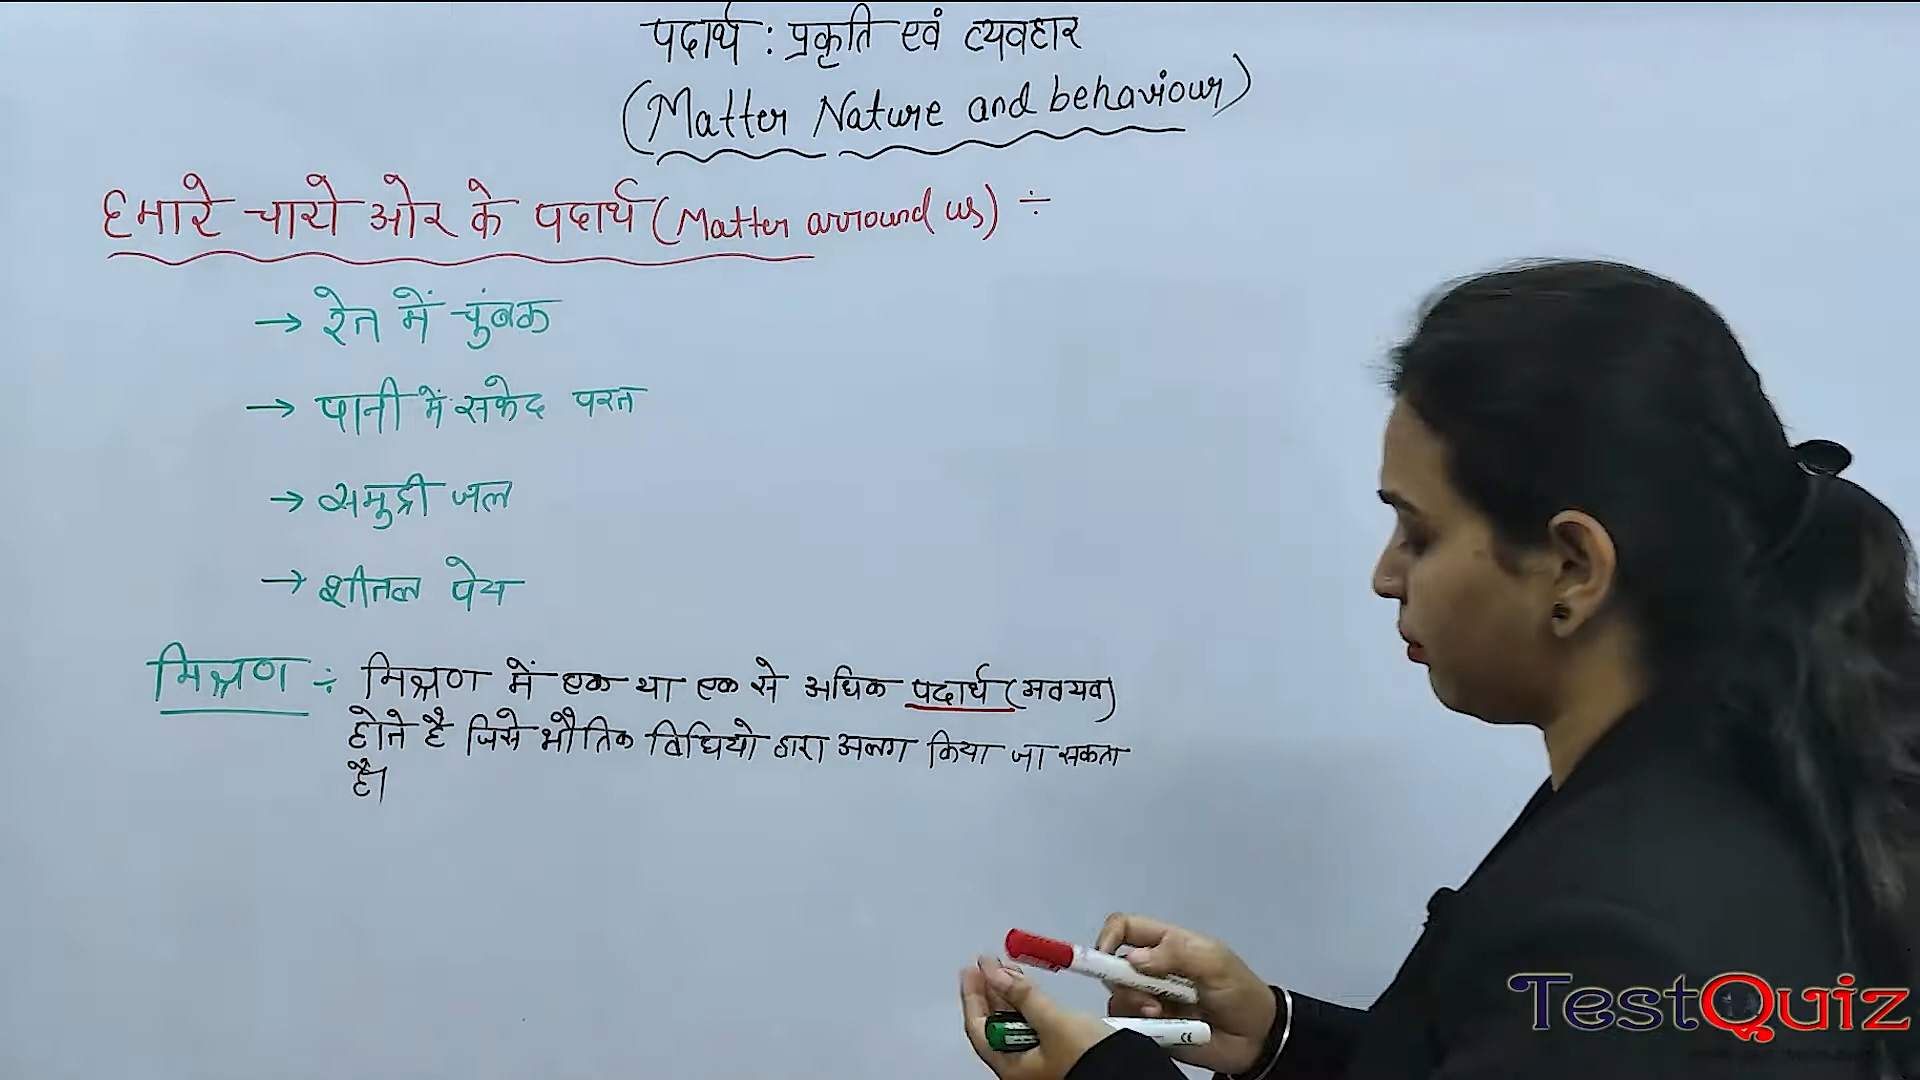 पदार्थ : प्रकृति एवं व्यवहार
(Matter Nature and behaviour)
हमारे चारो ओर के पदार्थ (Matter arround us) ÷
→ रेत में चुंबक
→ पानी में सफेद परत
→ समुद्री जल
→ शीतल पेय
मिश्रण ÷ मिश्रण में एक या एक से अधिक पदार्थ (अवयव)
होते है जिसे भौतिक विधियो द्वारा अलग किया जा सकता
है।
TestQuiz